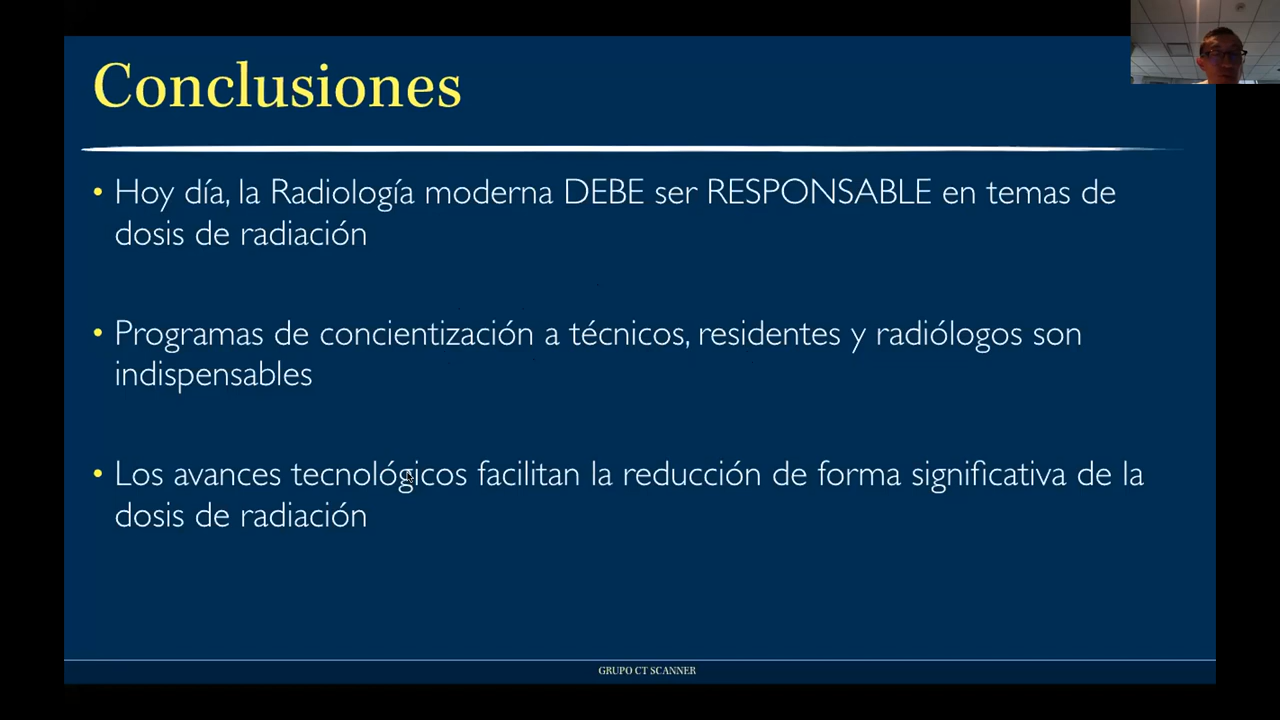 Conclusiones
• Hoy día, la Radiología moderna DEBE ser RESPONSABLE en temas de
dosis de radiación
• Programas de concientización a técnicos, residentes y radiólogos son
indispensables
• Los avances tecnológicos facilitan la reducción de forma significativa de la
dosis de radiación
GRUPO CT SCANNER